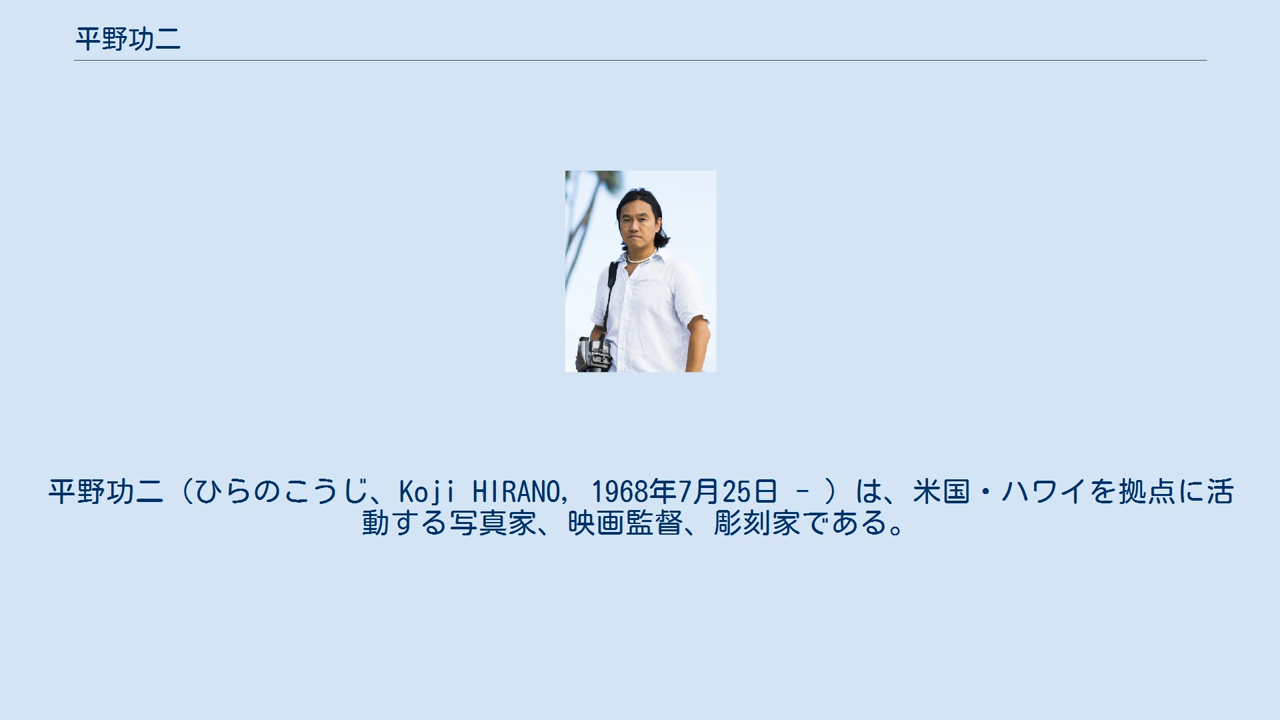 平野功二
平野功二（ひらのこうじ、Koji HIRANO, 1968年7月25日 - ）は、米国・ハワイを拠点に活
動する写真家、映画監督、彫刻家である。